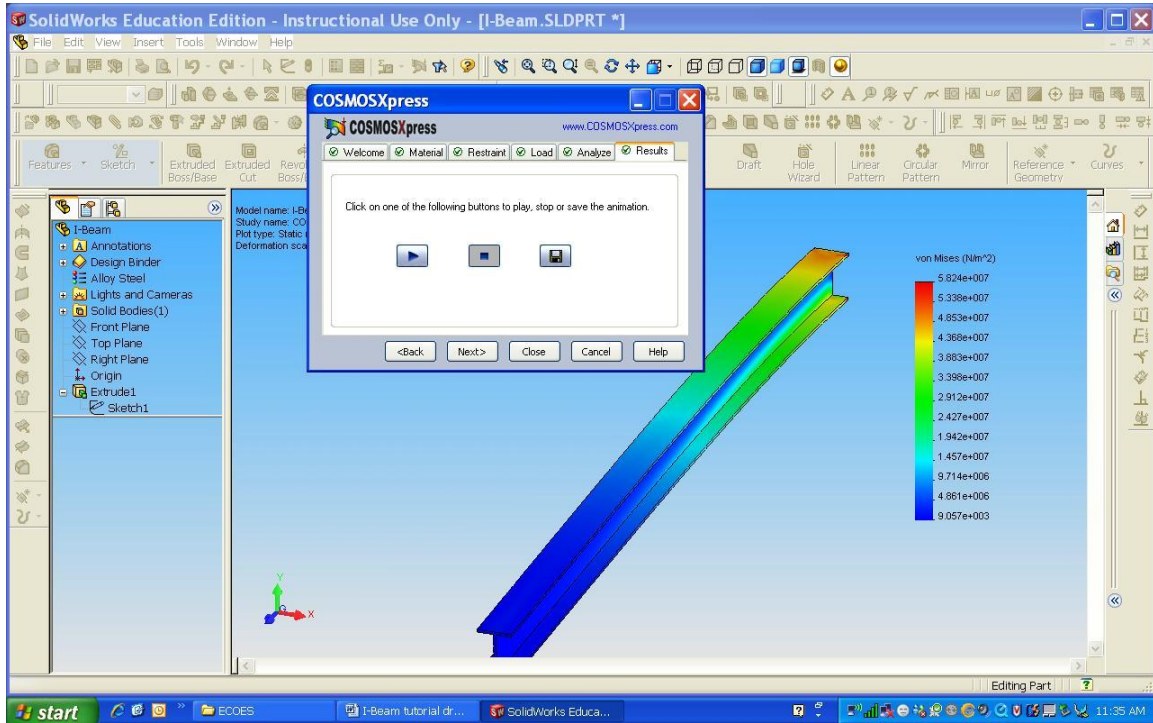 SolidWorks Education Edition - Instructional Use Only - [I-Beam.SLDPRT *]
File Edit View Insert Tools Window Help
Features Sketch Extruded Boss/Base Extruded Cut Draft Hole Wizard Linear Pattern Circular Pattern Mirror Reference Geometry Curves
COSMOSXpress
COSMOSXpress www.COSMOSXpress.com
Welcome Material Restraint Load Analyze Results
Click on one of the following buttons to play, stop or save the animation.
<Back Next> Close Cancel Help
I-Beam
Annotations
Design Binder
Alloy Steel
Lights and Cameras
Solid Bodies(1)
Front Plane
Top Plane
Right Plane
Origin
Extrude1
Sketch1
Model name: I-Be
Study name: CO
Plot type: Static
Deformation sca
von Mises (N/m^2)
5.824e+007
5.338e+007
4.853e+007
4.368e+007
3.883e+007
3.398e+007
2.912e+007
2.427e+007
1.942e+007
1.457e+007
9.714e+006
4.861e+006
9.057e+003
Y
X
Editing Part
start ECOES I-Beam tutorial dr... SolidWorks Educa... 11:35 AM